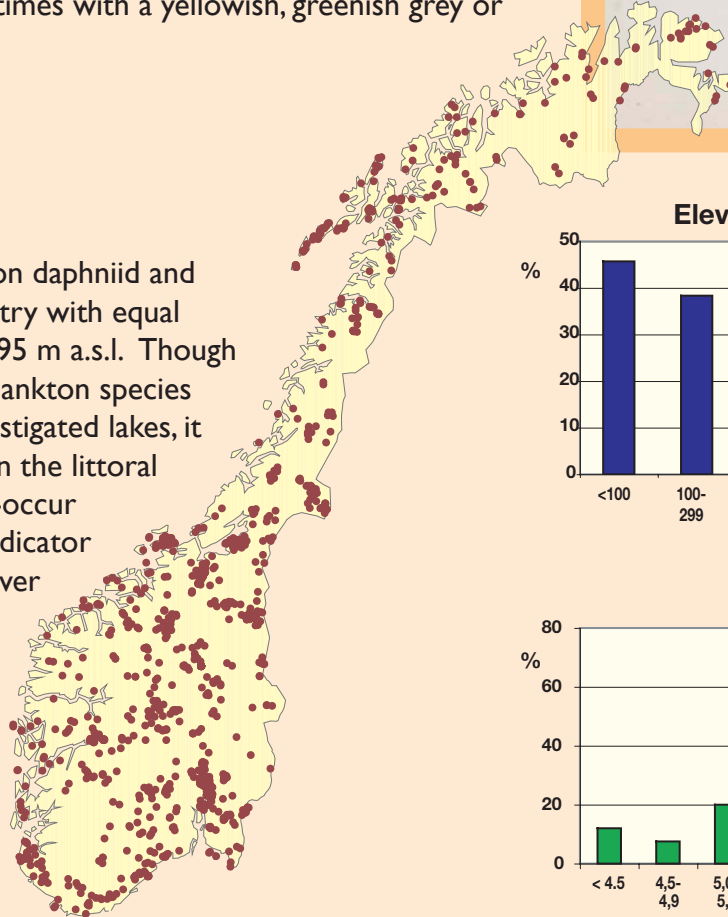 times with a yellowish, greenish grey or
on daphniid and
try with equal
95 m a.s.l. Though
ankton species
stigated lakes, it
n the littoral
occur
dicator
ver
Elev
%
50
40
30
20
10
0
<100
100-
299
%
80
60
40
20
0
< 4.5
4,5-
4,9
5,
5,